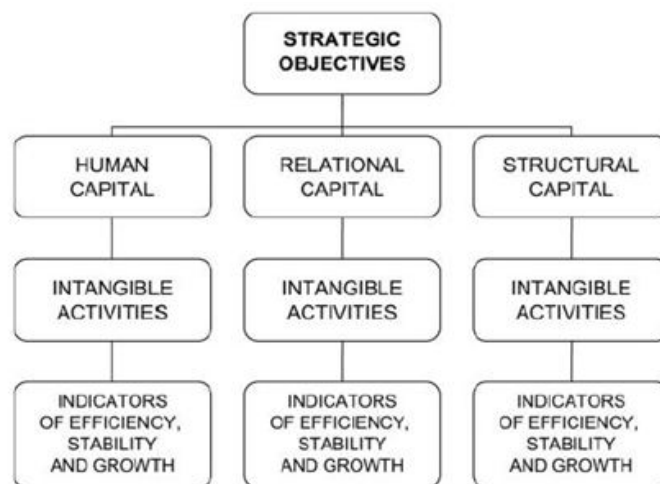 STRATEGIC
OBJECTIVES
HUMAN
CAPITAL
RELATIONAL
CAPITAL
STRUCTURAL
CAPITAL
INTANGIBLE
ACTIVITIES
INTANGIBLE
ACTIVITIES
INTANGIBLE
ACTIVITIES
INDICATORS
OF EFFICIENCY,
STABILITY
AND GROWTH
INDICATORS
OF EFFICIENCY,
STABILITY
AND GROWTH
INDICATORS
OF EFFICIENCY,
STABILITY
AND GROWTH